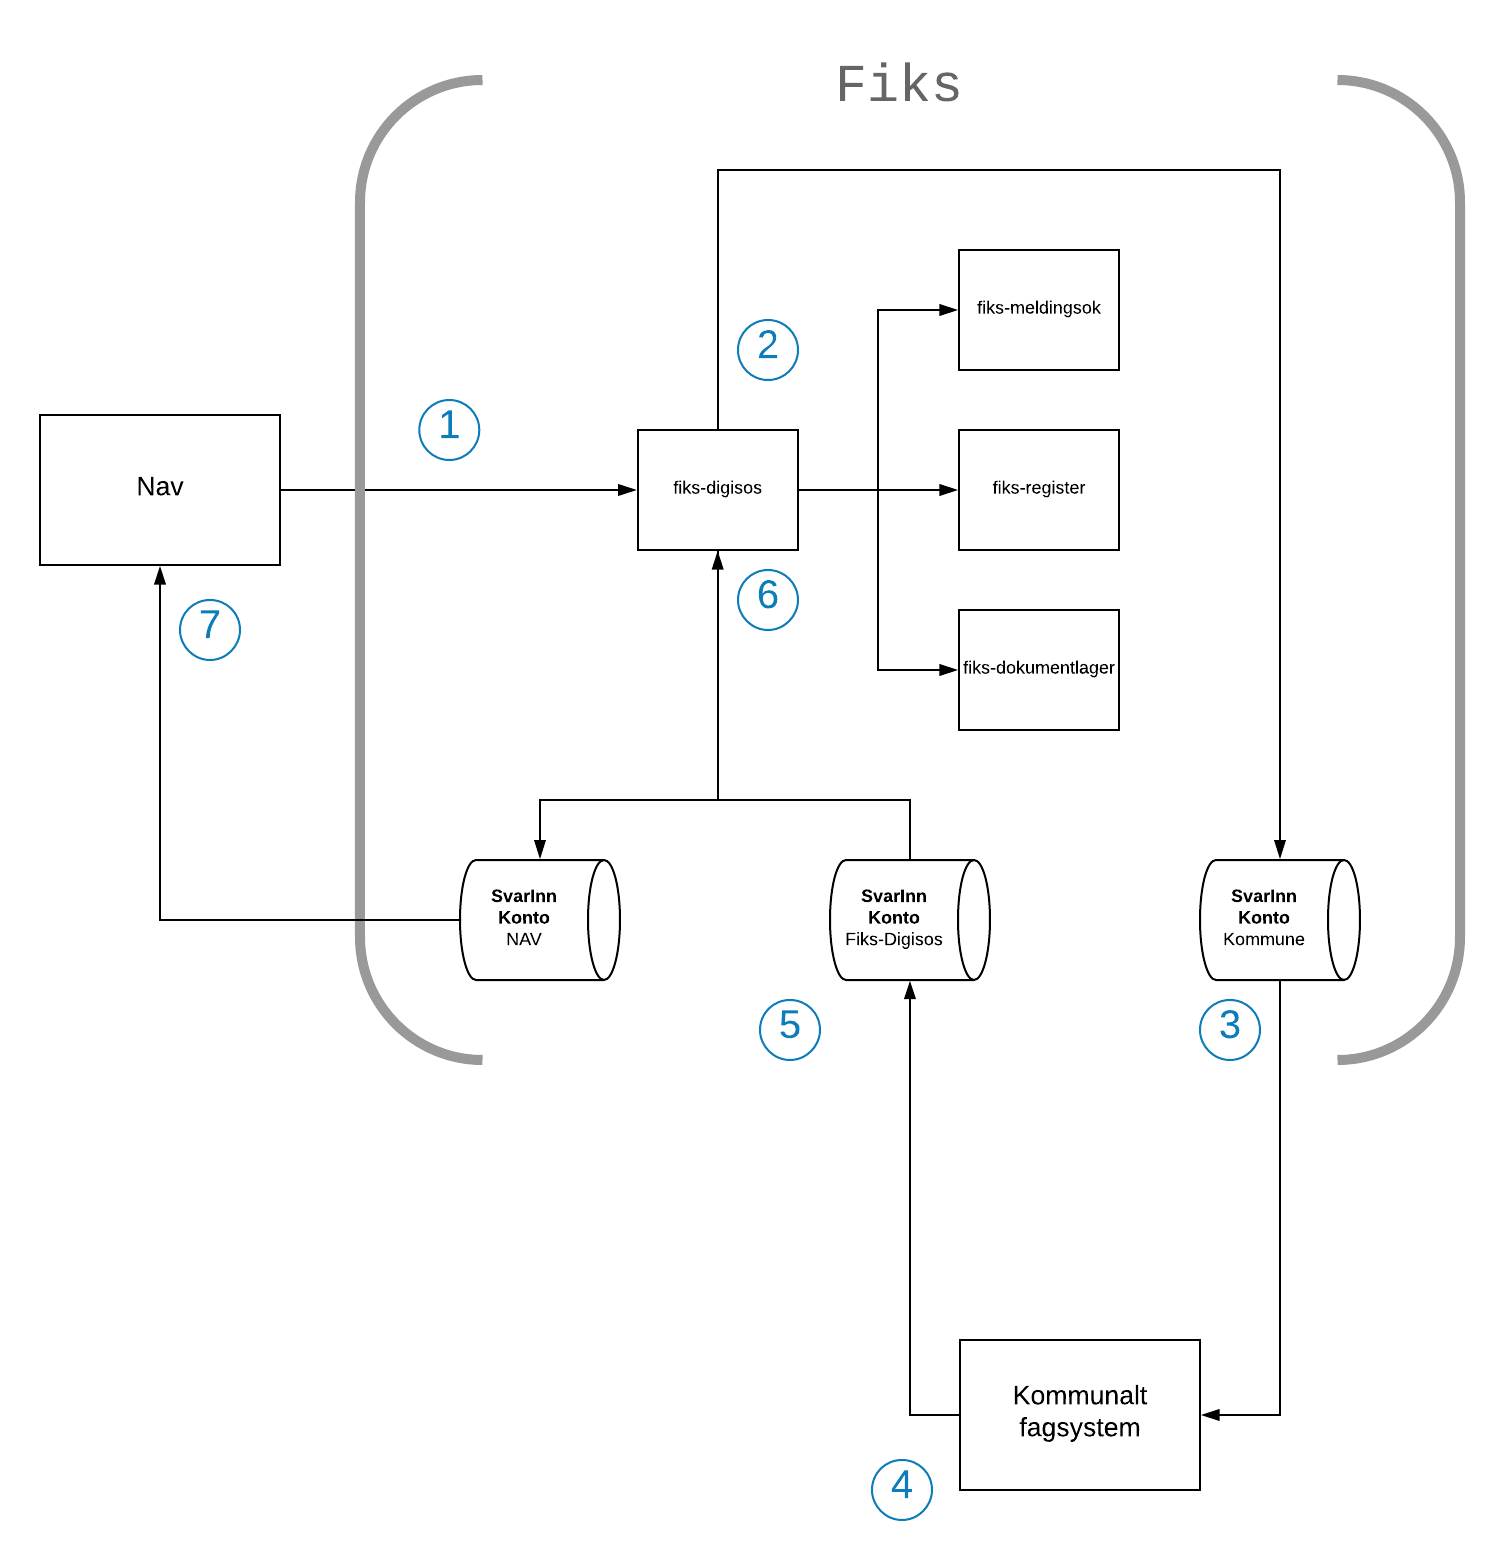 Fiks
fiks-meldingsok
2
1
Nav
fiks-digisos
fiks-register
6
7
fiks-dokumentlager
SvarInn
Konto
NAV
SvarInn
Konto
Fiks-Digisos
SvarInn
Konto
Kommune
5
3
Kommunalt
fagsystem
4